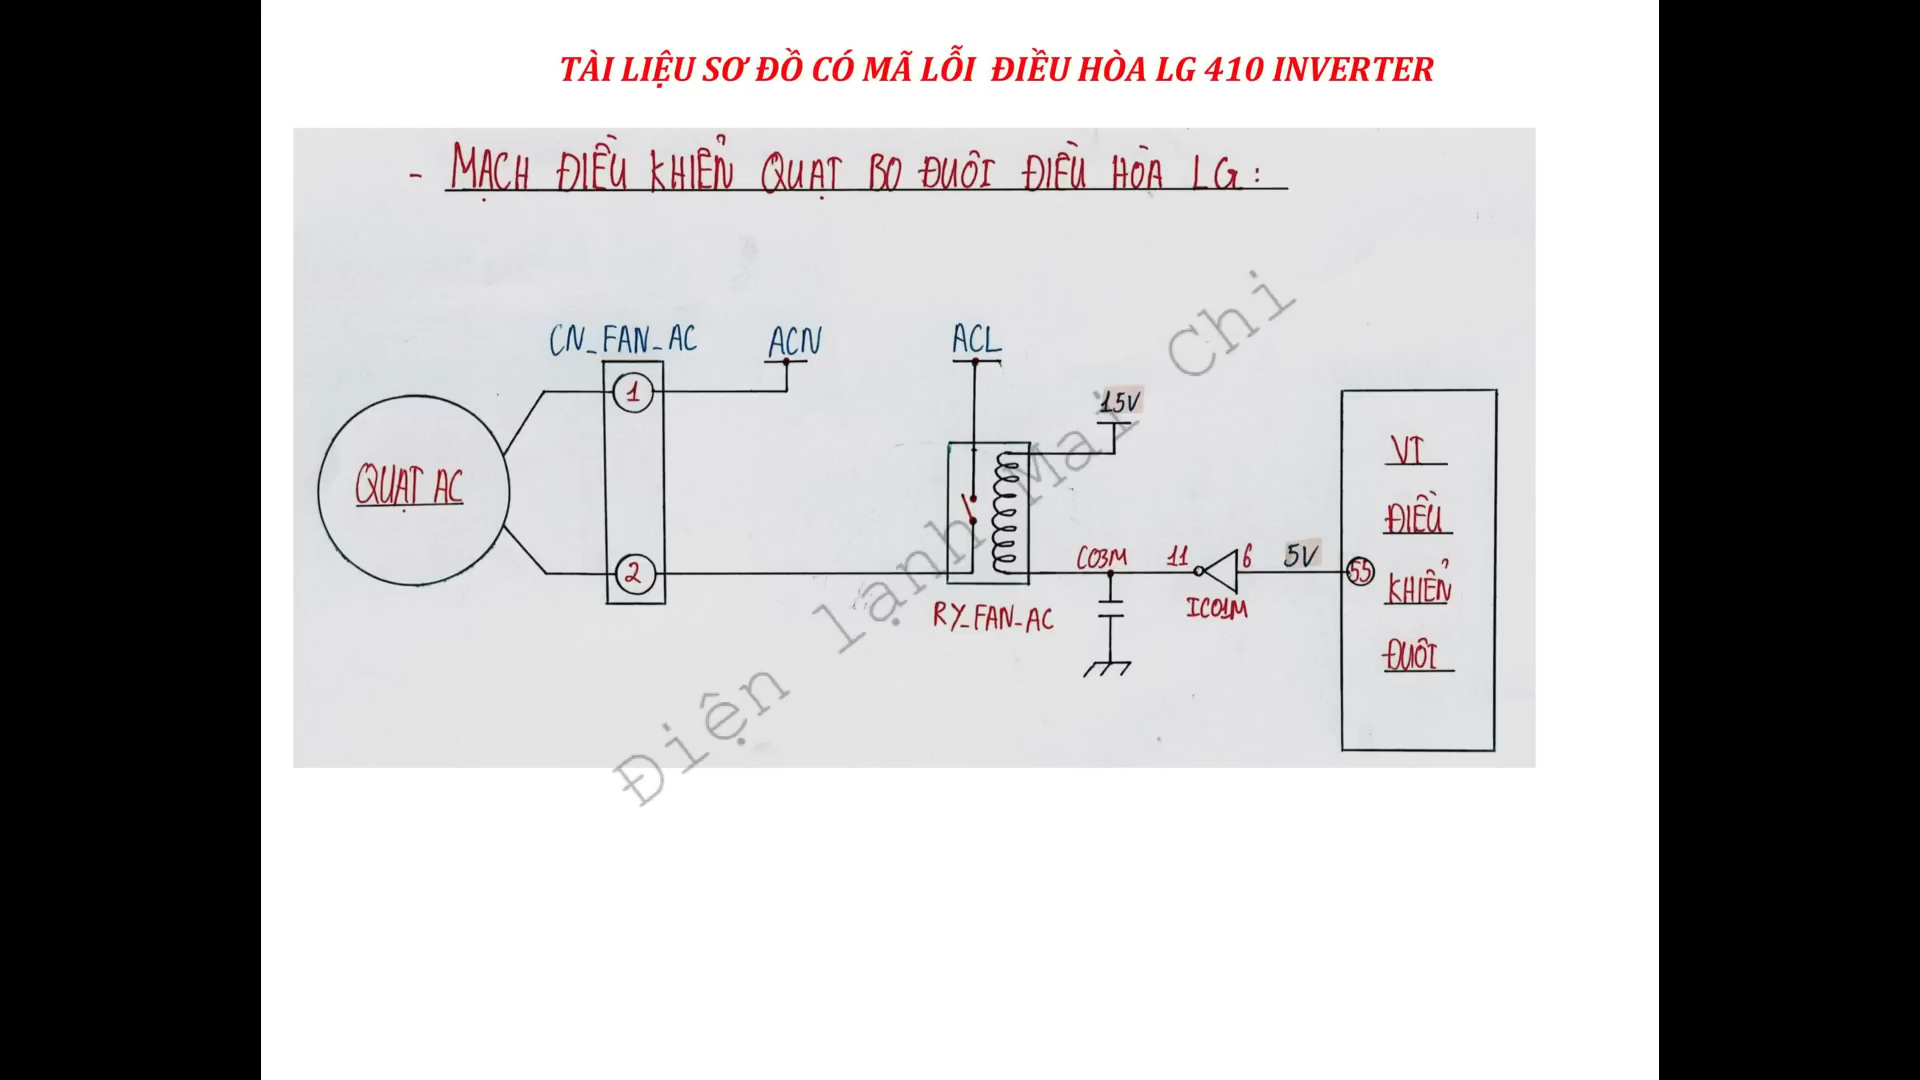 TÀI LIỆU SƠ ĐỒ CÓ MÃ LỖI ĐIỀU HÒA LG 410 INVERTER
- MẠCH ĐIỀU KHIỂN QUẠT BO ĐUÔI ĐIỀU HÒA LG:
CN_FAN_AC
ACN
ACL
1
15V
QUẠT AC
VI
ĐIỀU
KHIỂN
ĐUÔI
2
C03M
11
6
5V
55
IC01M
RY_FAN_AC
Điện lạnh Mai Chi